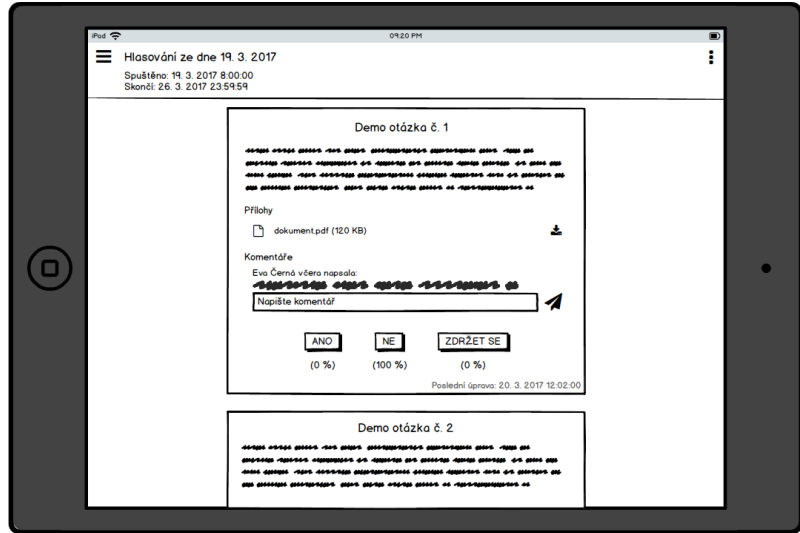 iPad 09:20 PM
Hlasování ze dne 19. 3. 2017
Spuštěno: 19. 3. 2017 8:00:00
Skončí: 26. 3. 2017 23:59:59
Demo otázka č. 1
Přílohy
dokument.pdf (120 KB)
Komentáře
Eva Černá včera napsala:
Napište komentář
ANO NE ZDRŽET SE
(0 %) (100 %) (0 %)
Poslední úprava: 20. 3. 2017 12:02:00
Demo otázka č. 2